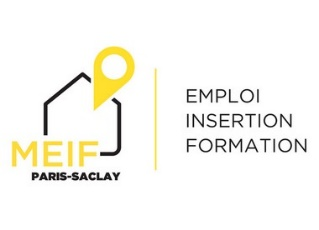 MEIF
PARIS-SACLAY
EMPLOI
INSERTION
FORMATION